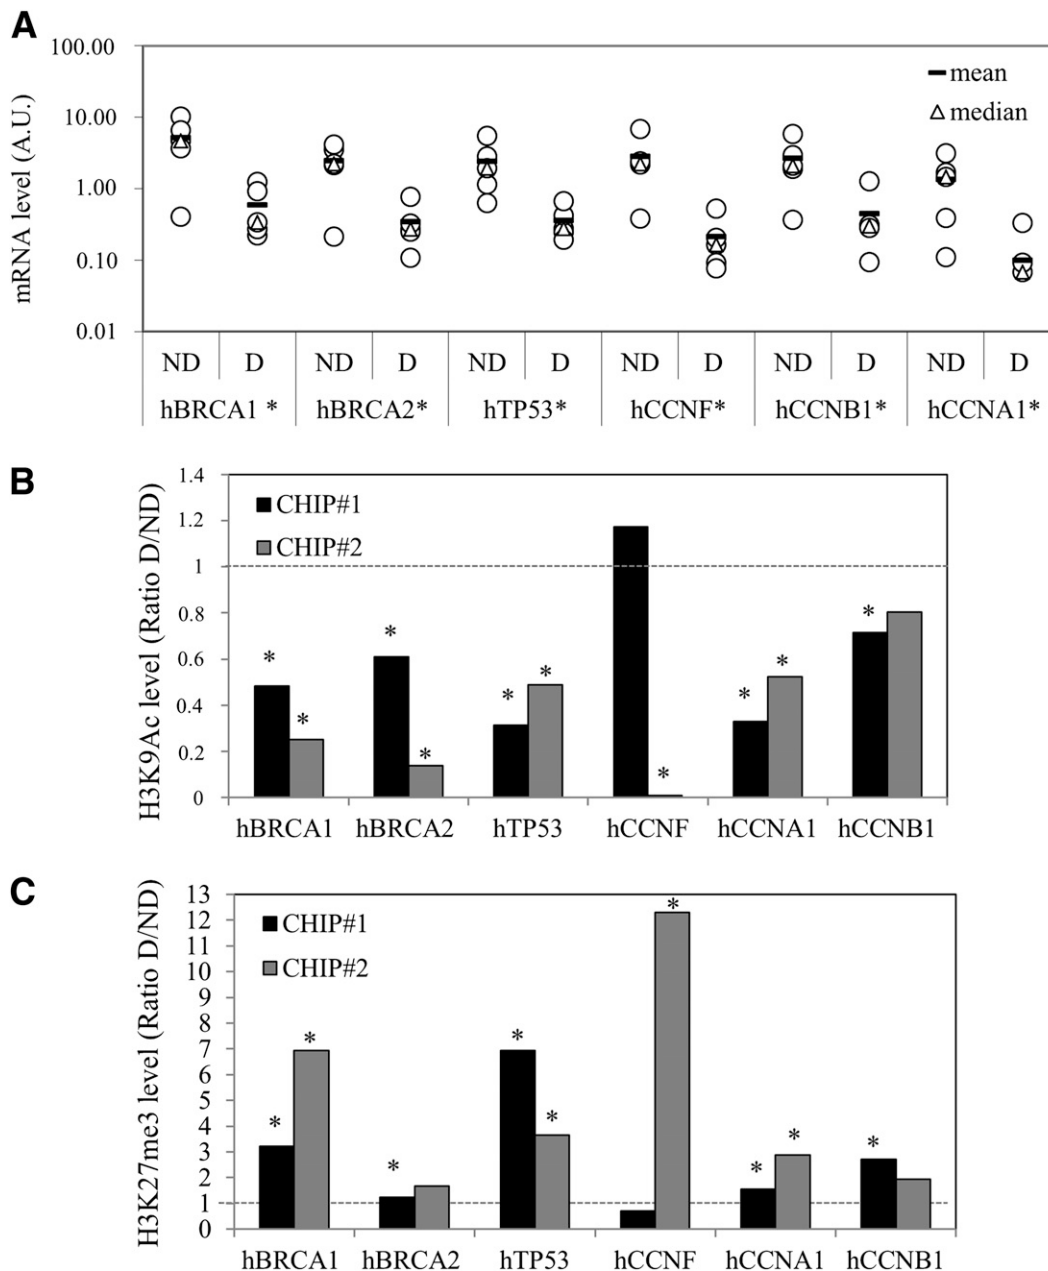 A
mRNA level (A.U.)
100.00
10.00
1.00
0.10
0.01
mean
median
ND D ND D ND D ND D ND D ND D
hBRCA1 * hBRCA2* hTP53* hCCNF* hCCNB1* hCCNA1*
B
H3K9Ac level (Ratio D/ND)
1.4
1.2
1
0.8
0.6
0.4
0.2
0
CHIP#1
CHIP#2
* * * * * * * * * *
hBRCA1 hBRCA2 hTP53 hCCNF hCCNA1 hCCNB1
C
H3K27me3 level (Ratio D/ND)
13
12
11
10
9
8
7
6
5
4
3
2
1
0
CHIP#1
CHIP#2
* * * * * * * * *
hBRCA1 hBRCA2 hTP53 hCCNF hCCNA1 hCCNB1